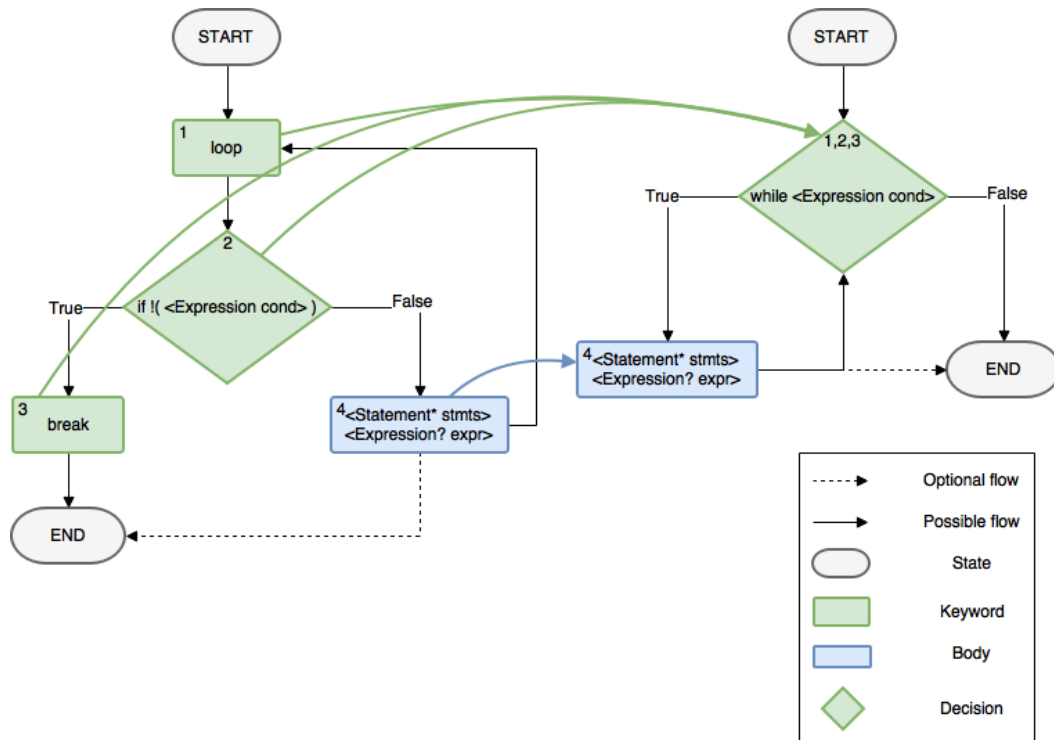 START
START
1
loop
1,2,3
while <Expression cond>
True
False
2
if !( <Expression cond> )
True
False
3
break
4
<Statement* stmts>
<Expression? expr>
4
<Statement* stmts>
<Expression? expr>
END
END
Optional flow
Possible flow
State
Keyword
Body
Decision